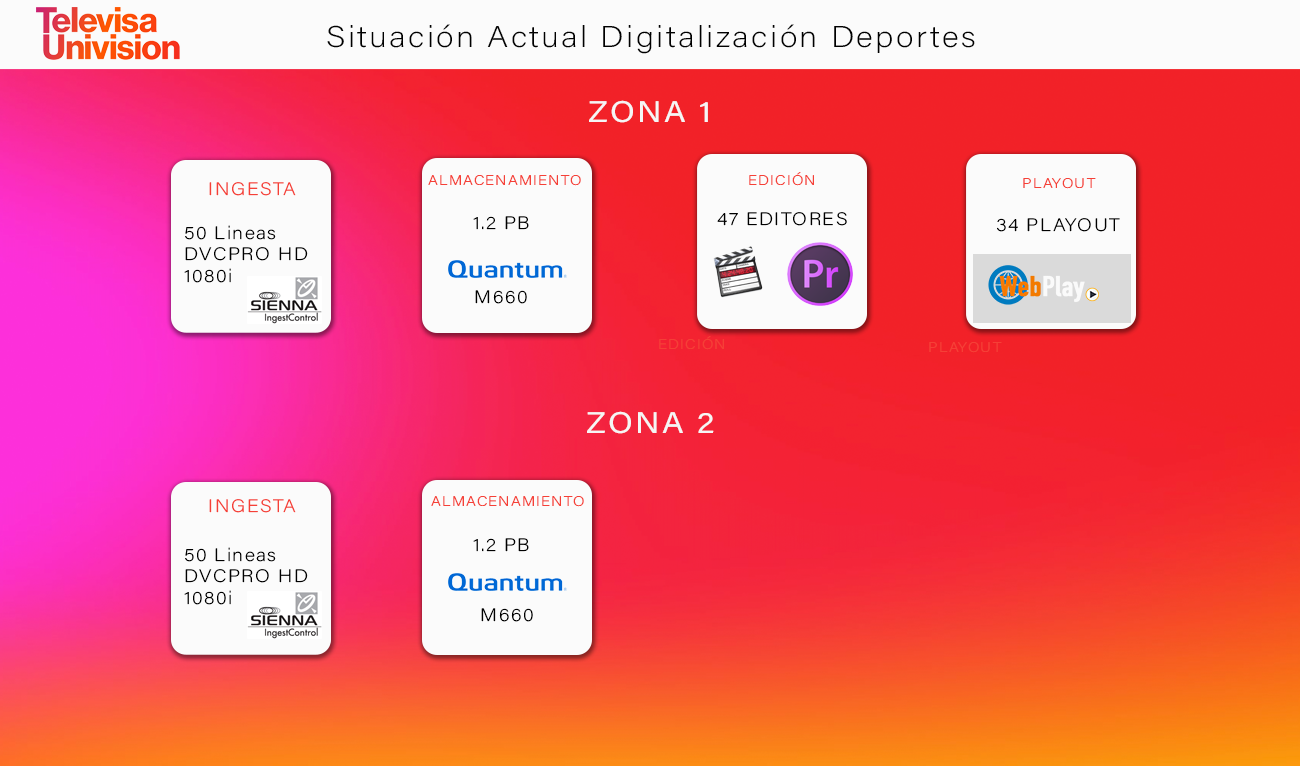 Televisa
Univision
Situación Actual Digitalización Deportes
ZONA 1
INGESTA
50 Lineas
DVCPRO HD
1080i
SIENNA
IngestControl
ALMACENAMIENTO
1.2 PB
Quantum
M660
EDICIÓN
47 EDITORES
Pr
PLAYOUT
34 PLAYOUT
WebPlay
EDICIÓN
PLAYOUT
ZONA 2
INGESTA
50 Lineas
DVCPRO HD
1080i
SIENNA
IngestControl
ALMACENAMIENTO
1.2 PB
Quantum
M660